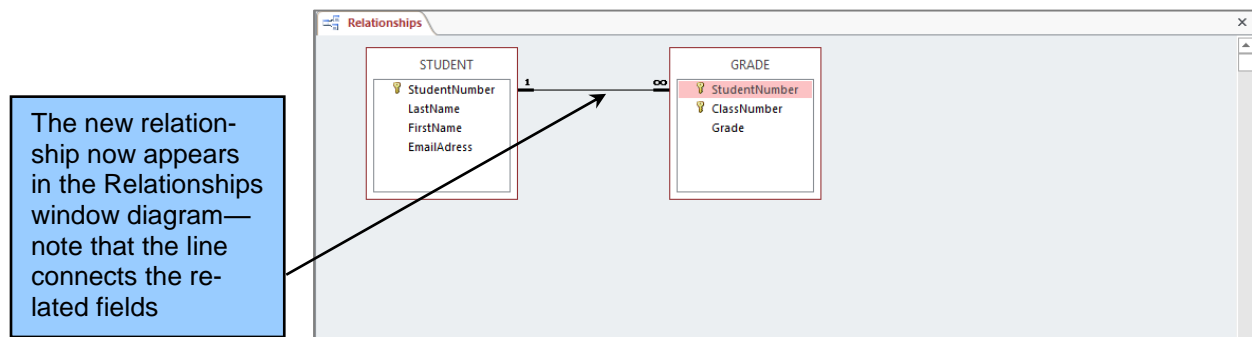 Relationships
STUDENT
StudentNumber
LastName
FirstName
EmailAdress
1
∞
GRADE
StudentNumber
ClassNumber
Grade
The new relation-
ship now appears
in the Relationships
window diagram—
note that the line
connects the re-
lated fields